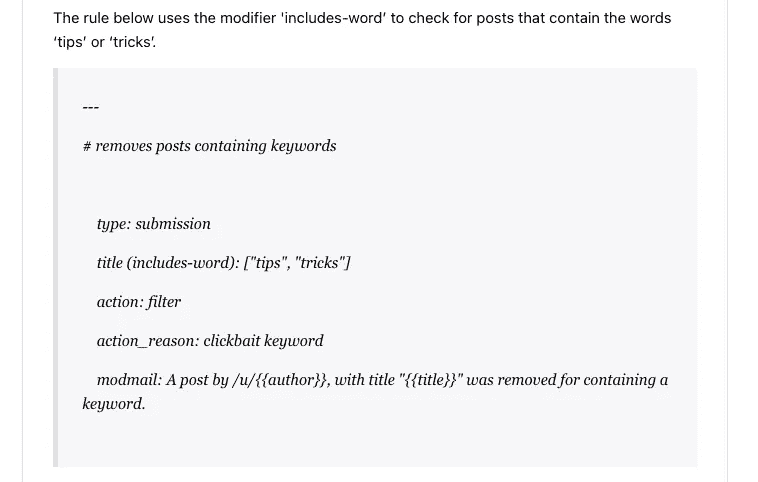 The rule below uses the modifier 'includes-word’ to check for posts that contain the words
‘tips’ or ‘tricks’.
---
# removes posts containing keywords
type: submission
title (includes-word): ["tips", "tricks"]
action: filter
action_reason: clickbait keyword
modmail: A post by /u/{{author}}, with title "{{title}}" was removed for containing a
keyword.